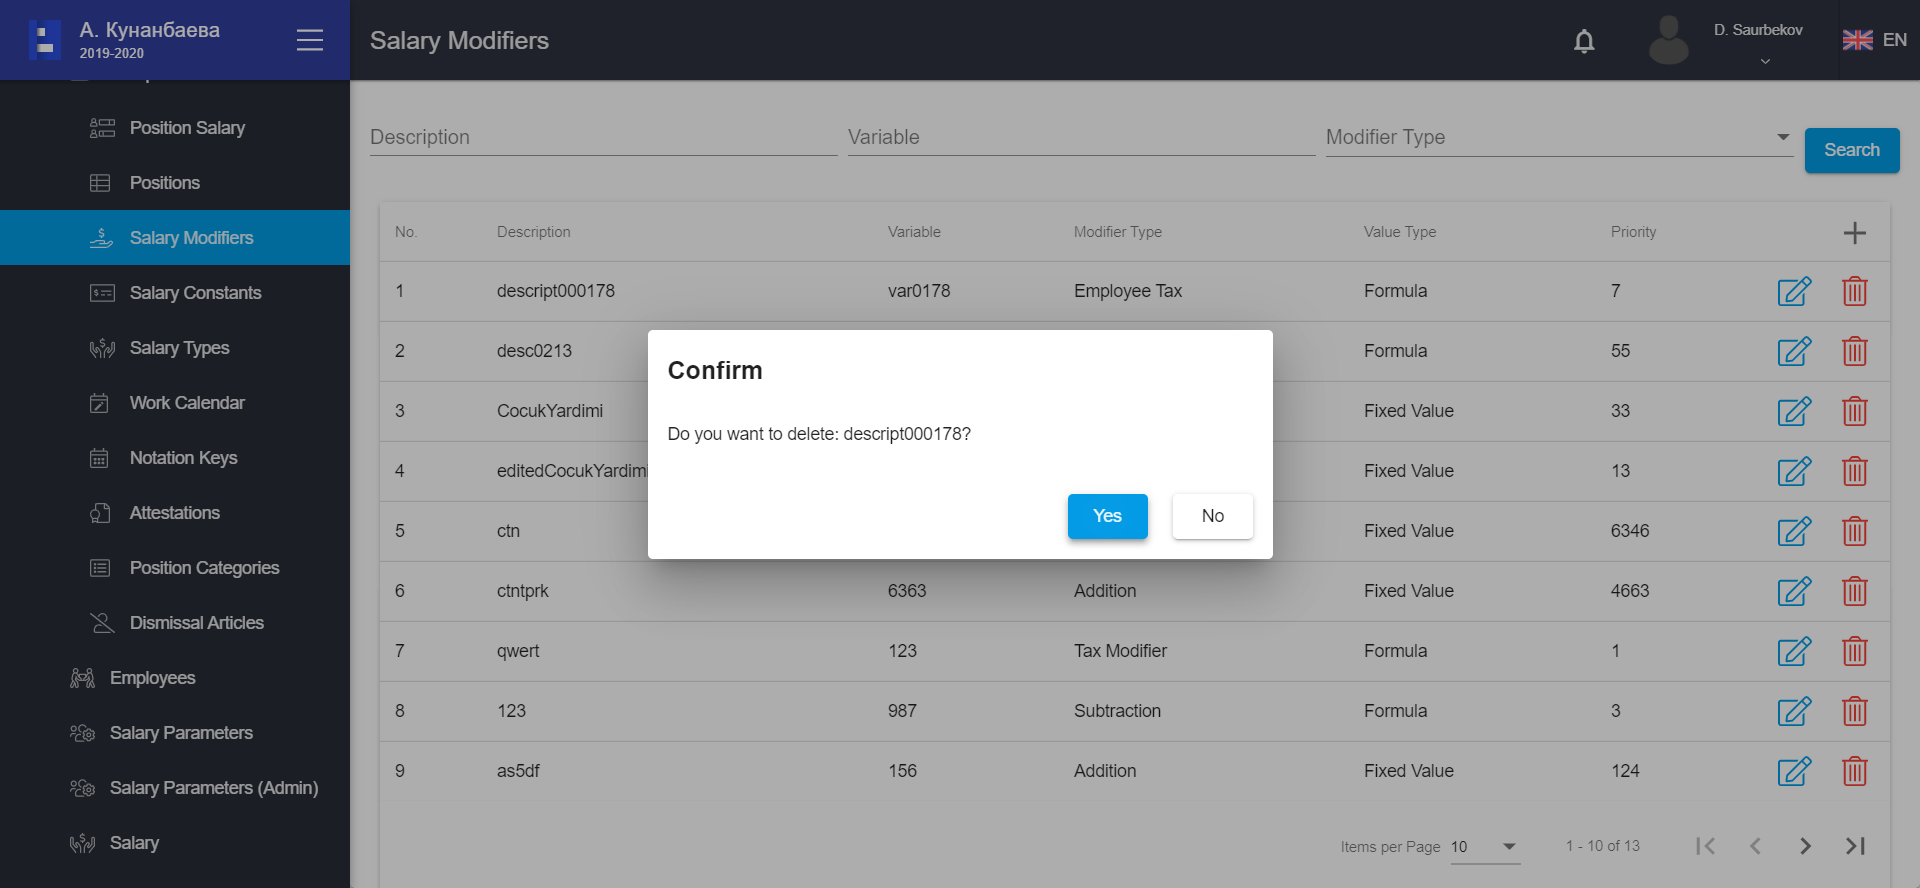 А. Кунанбаева
2019-2020
Salary Modifiers
D. Saurbekov
EN
Position Salary
Positions
Salary Modifiers
Salary Constants
Salary Types
Work Calendar
Notation Keys
Attestations
Position Categories
Dismissal Articles
Employees
Salary Parameters
Salary Parameters (Admin)
Salary
Description Variable Modifier Type Search
No. Description Variable Modifier Type Value Type Priority
1 descript000178 var0178 Employee Tax Formula 7
2 desc0213 Formula 55
3 CocukYardimi Fixed Value 33
4 editedCocukYardimi Fixed Value 13
5 ctn Fixed Value 6346
6 ctntprk 6363 Addition Fixed Value 4663
7 qwert 123 Tax Modifier Formula 1
8 123 987 Subtraction Formula 3
9 as5df 156 Addition Fixed Value 124
Items per Page 10 1 - 10 of 13
Confirm
Do you want to delete: descript000178?
Yes No